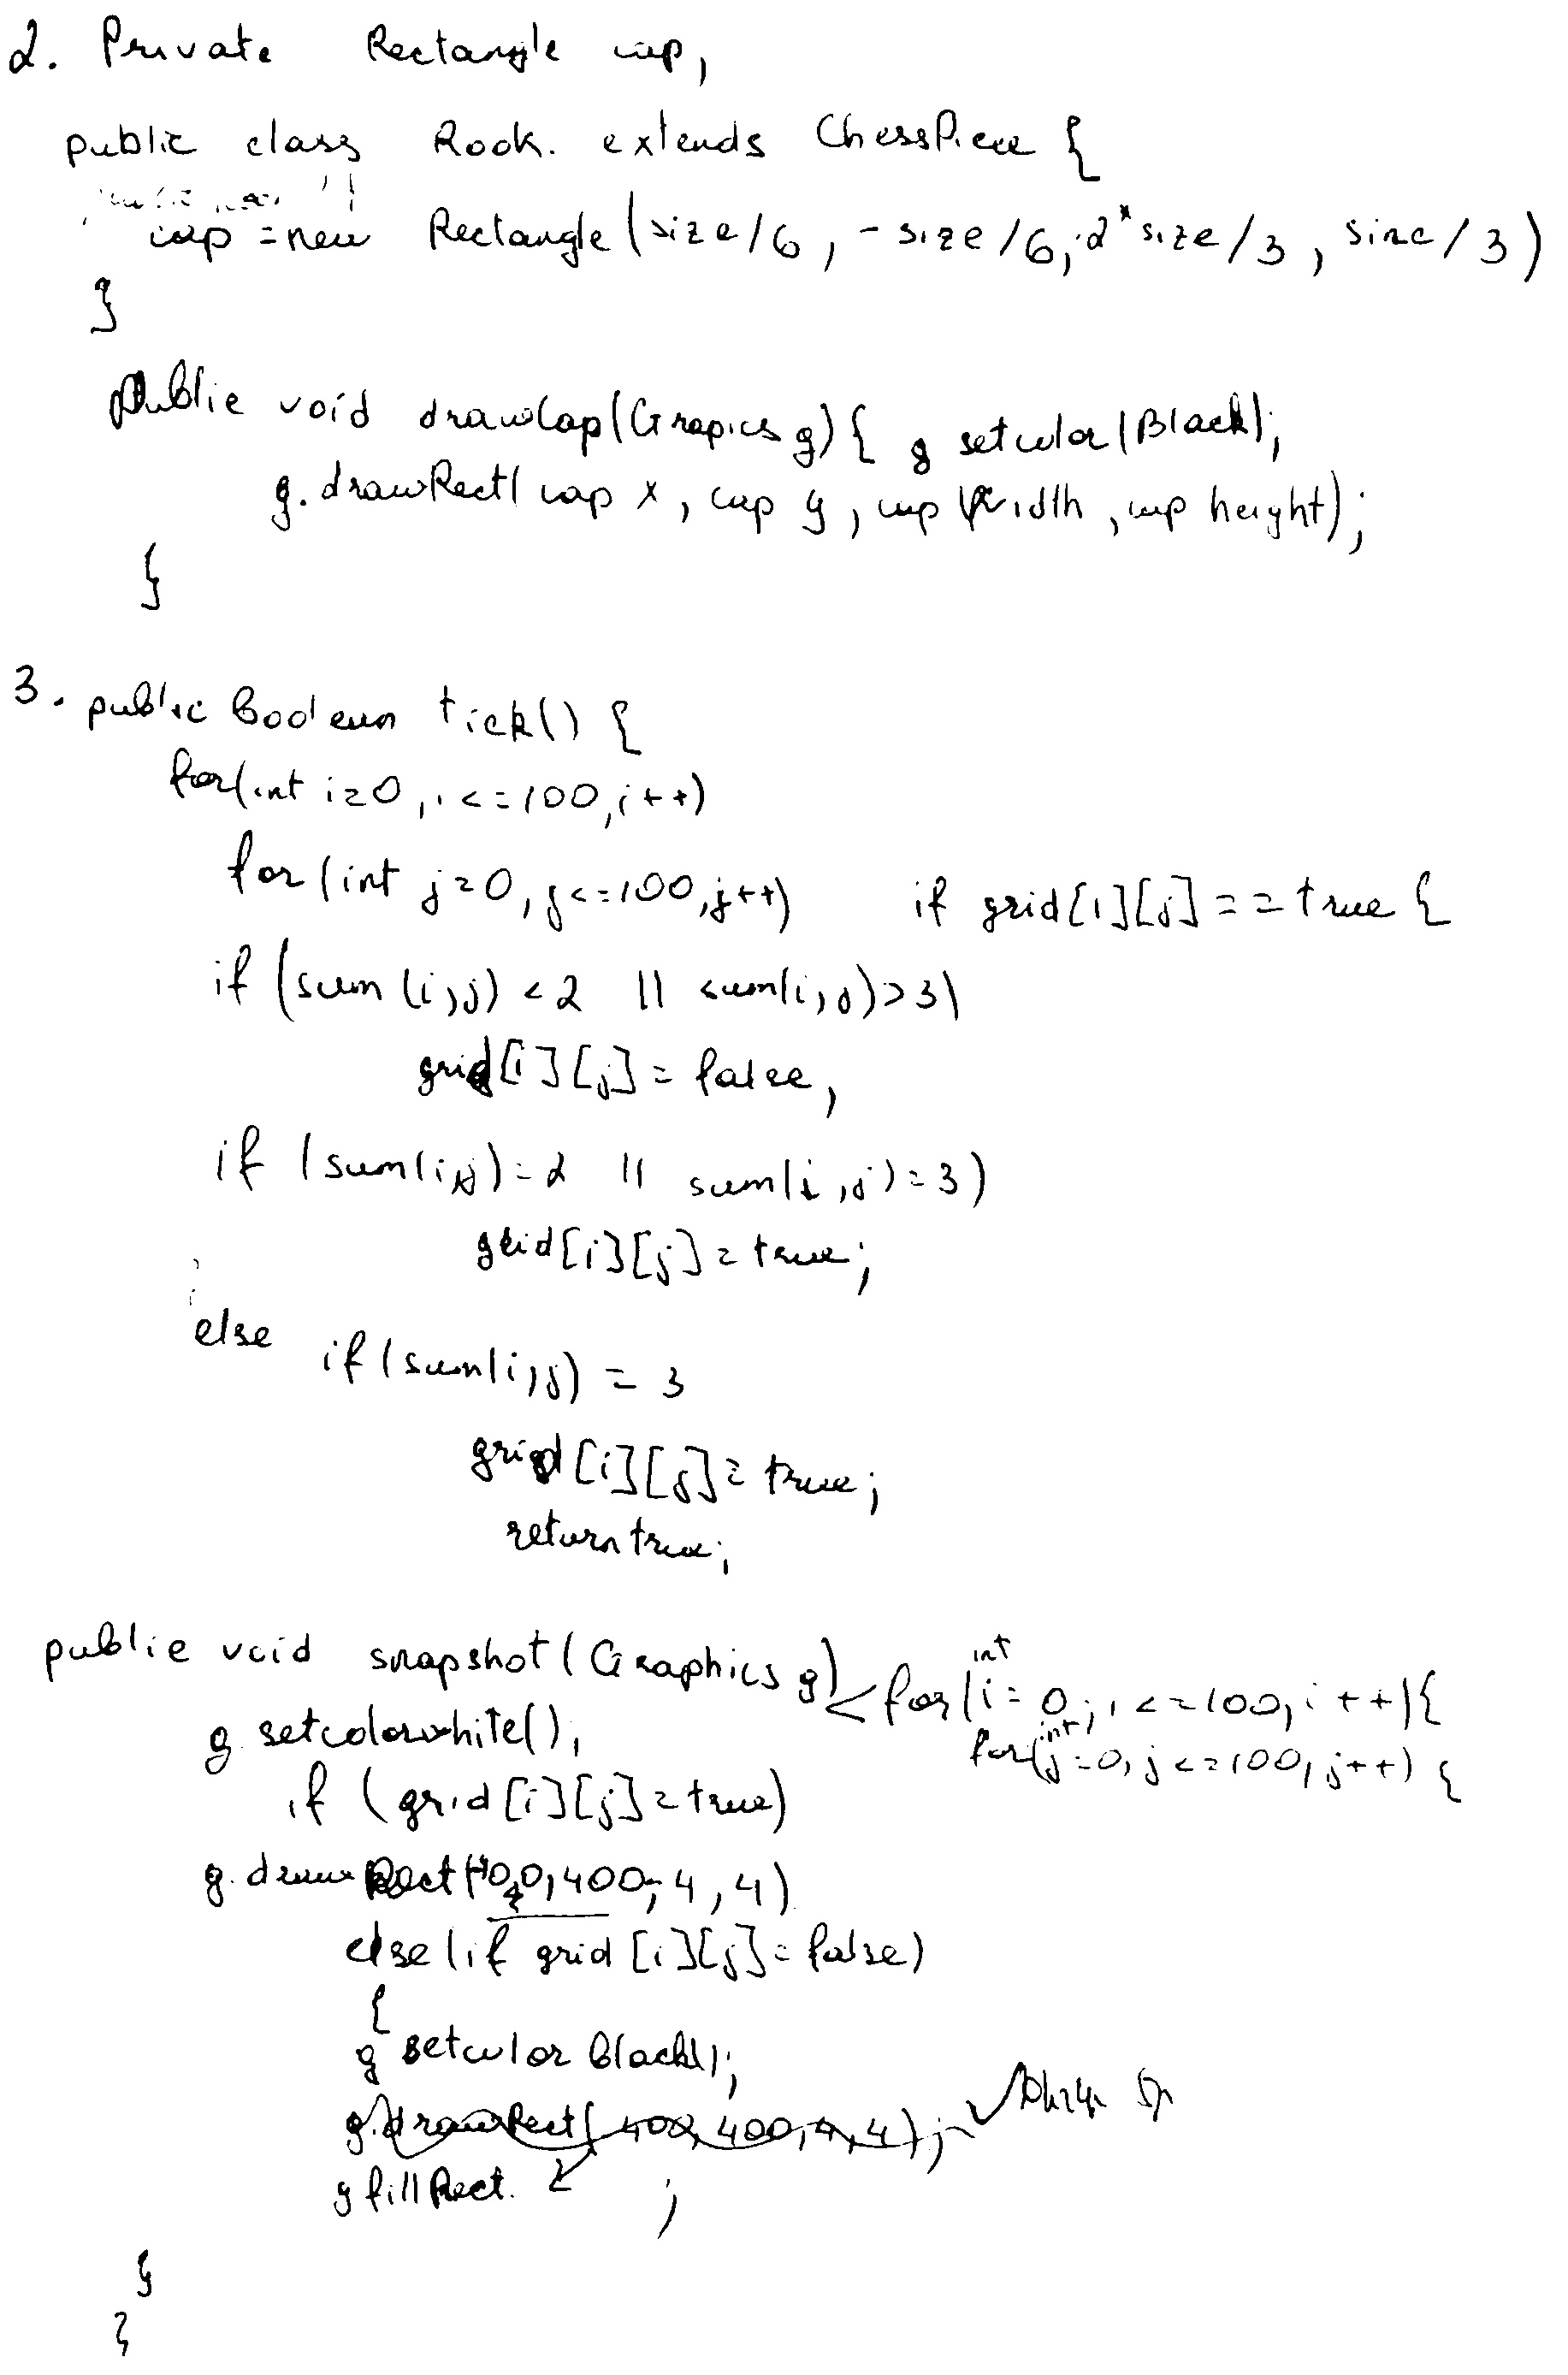 2. Private Rectangle cap,
public class Rook. extends ChessPiece {
cap = new Rectangle (size/6, -size/6, 2*size/3, size/3)
}
public void drawCap(Grapics g) { g setcolor(Black);
g. drawRect( cap x, cap y, cap Width, cap height);
}
3. public Boolean tick() {
for(int i=0, i<=100, i++)
for (int j=0, j<=100, j++) if grid[i][j] == true {
if (sum (i,j) <2 || sum(i,j)>3)
grid[i][j] = false,
if (sum(i,j)=2 || sum(i,j)=3)
grid[i][j] = true;
else if (sum(i,j) = 3
grid[i][j] = true;
return true;
public void snapshot (Graphics g) < for (int i= 0; i <=100, i++){
g. setcolorwhite(); for(int j=0, j<=100, j++) {
if (grid[i][j]=true)
g. draw Rect( 400, 400, 4, 4)
else (if grid [i][j]= false)
{
g setcolor Black();
g. drawRect( 400, 400, 4, 4);
g fillRect. ;
}
}